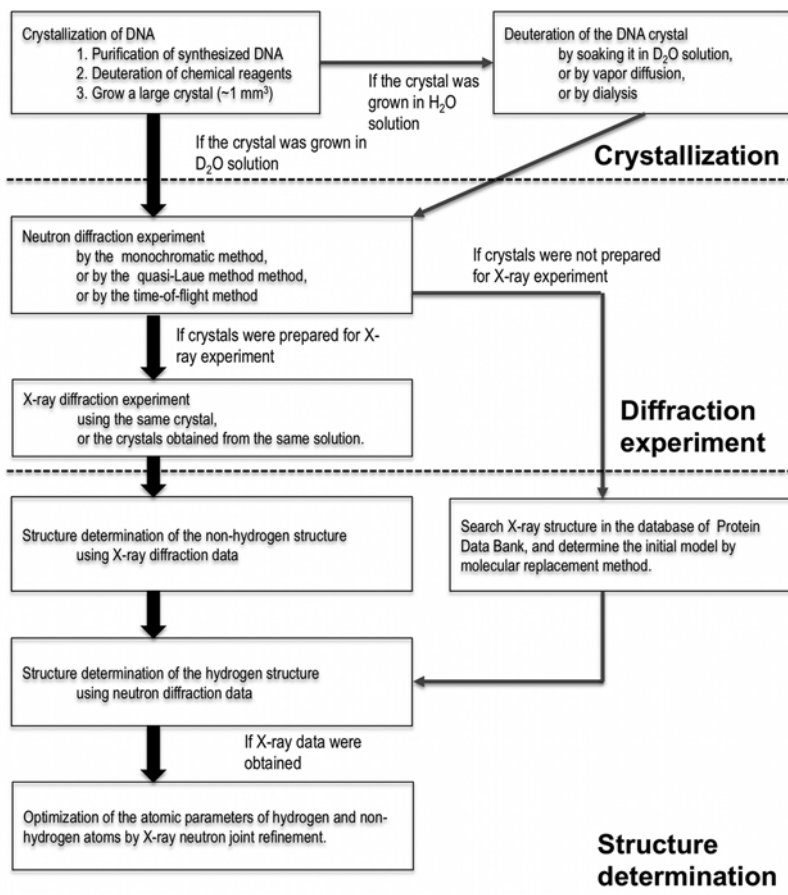 Crystallization of DNA
1. Purification of synthesized DNA
2. Deuteration of chemical reagents
3. Grow a large crystal (~1 mm³)
If the crystal was
grown in H₂O
solution
Deuteration of the DNA crystal
by soaking it in D₂O solution,
or by vapor diffusion,
or by dialysis
If the crystal was grown in
D₂O solution
Crystallization
Neutron diffraction experiment
by the monochromatic method,
or by the quasi-Laue method method,
or by the time-of-flight method
If crystals were not prepared
for X-ray experiment
If crystals were prepared for X-
ray experiment
X-ray diffraction experiment
using the same crystal,
or the crystals obtained from the same solution.
Diffraction
experiment
Structure determination of the non-hydrogen structure
using X-ray diffraction data
Search X-ray structure in the database of Protein
Data Bank, and determine the initial model by
molecular replacement method.
Structure determination of the hydrogen structure
using neutron diffraction data
If X-ray data were
obtained
Optimization of the atomic parameters of hydrogen and non-
hydrogen atoms by X-ray neutron joint refinement.
Structure
determination